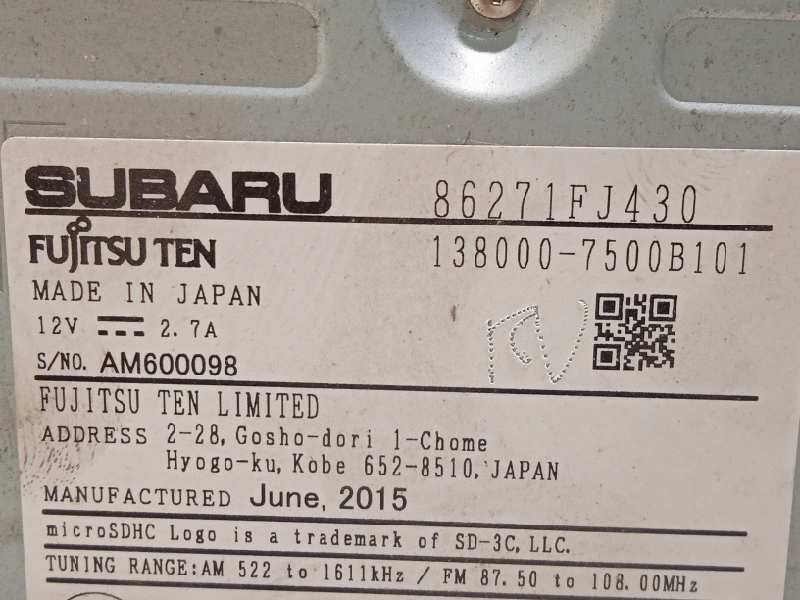 SUBARU 86271FJ430
FUJITSU TEN 138000-7500B101
MADE IN JAPAN
12V 2.7A
S/NO. AM600098
FUJITSU TEN LIMITED
ADDRESS 2-28, Gosho-dori 1-Chome
Hyogo-ku, Kobe 652-8510, JAPAN
MANUFACTURED June, 2015
microSDHC Logo is a trademark of SD-3C, LLC.
TUNING RANGE:AM 522 to 1611kHz / FM 87.50 to 108.00MHz